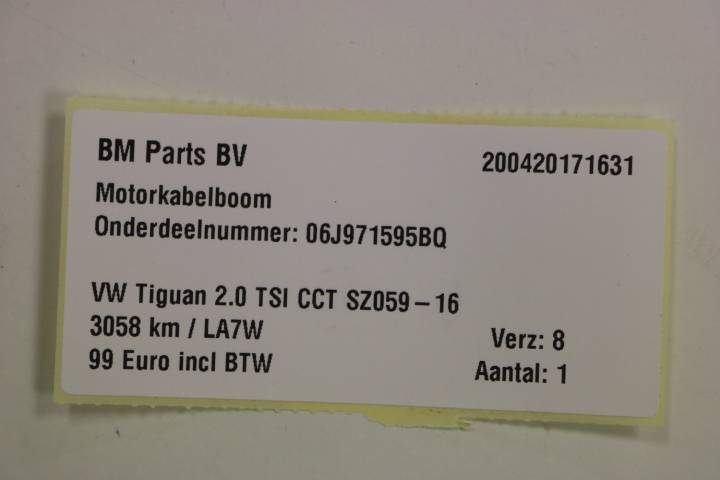 BM Parts BV 200420171631
Motorkabelboom
Onderdeelnummer: 06J971595BQ
VW Tiguan 2.0 TSI CCT SZ059 – 16
3058 km / LA7W Verz: 8
99 Euro incl BTW Aantal: 1